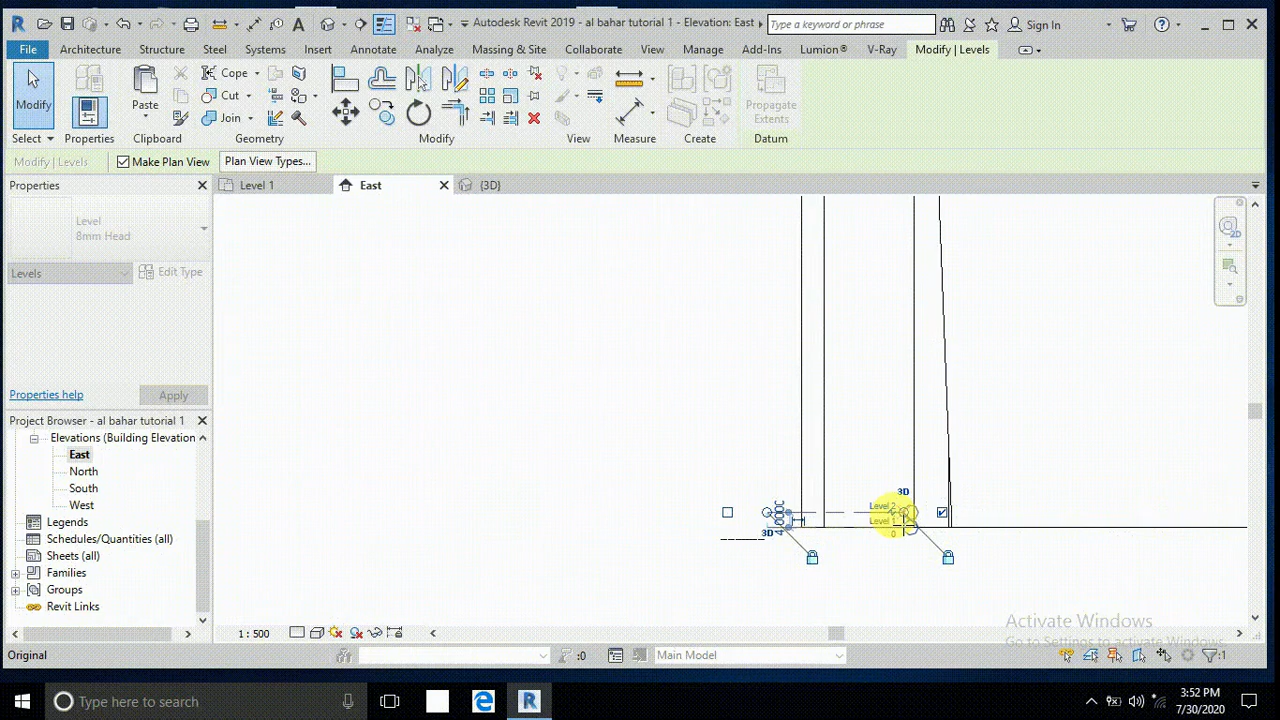 Autodesk Revit 2019 - al bahar tutorial 1 - Elevation: East
Type a keyword or phrase
Sign In
File
Architecture
Structure
Steel
Systems
Insert
Annotate
Analyze
Massing & Site
Collaborate
View
Manage
Add-Ins
Lumion®
V-Ray
Modify | Levels
Modify
Paste
Cope
Cut
Join
Propagate
Extents
Select
Properties
Clipboard
Geometry
Modify
View
Measure
Create
Datum
Modify | Levels
Make Plan View
Plan View Types...
Properties
Level 1
East
{3D}
Level
8mm Head
Levels
Edit Type
Properties help
Apply
Project Browser - al bahar tutorial 1
Elevations (Building Elevation
East
North
South
West
Legends
Schedules/Quantities (all)
Sheets (all)
Families
Groups
Revit Links
2D
3D
Level 2
Level 1
0
3D
1 : 500
Activate Windows
Go to Settings to activate Windows.
Original
:0
Main Model
:1
Type here to search
3:52 PM
7/30/2020